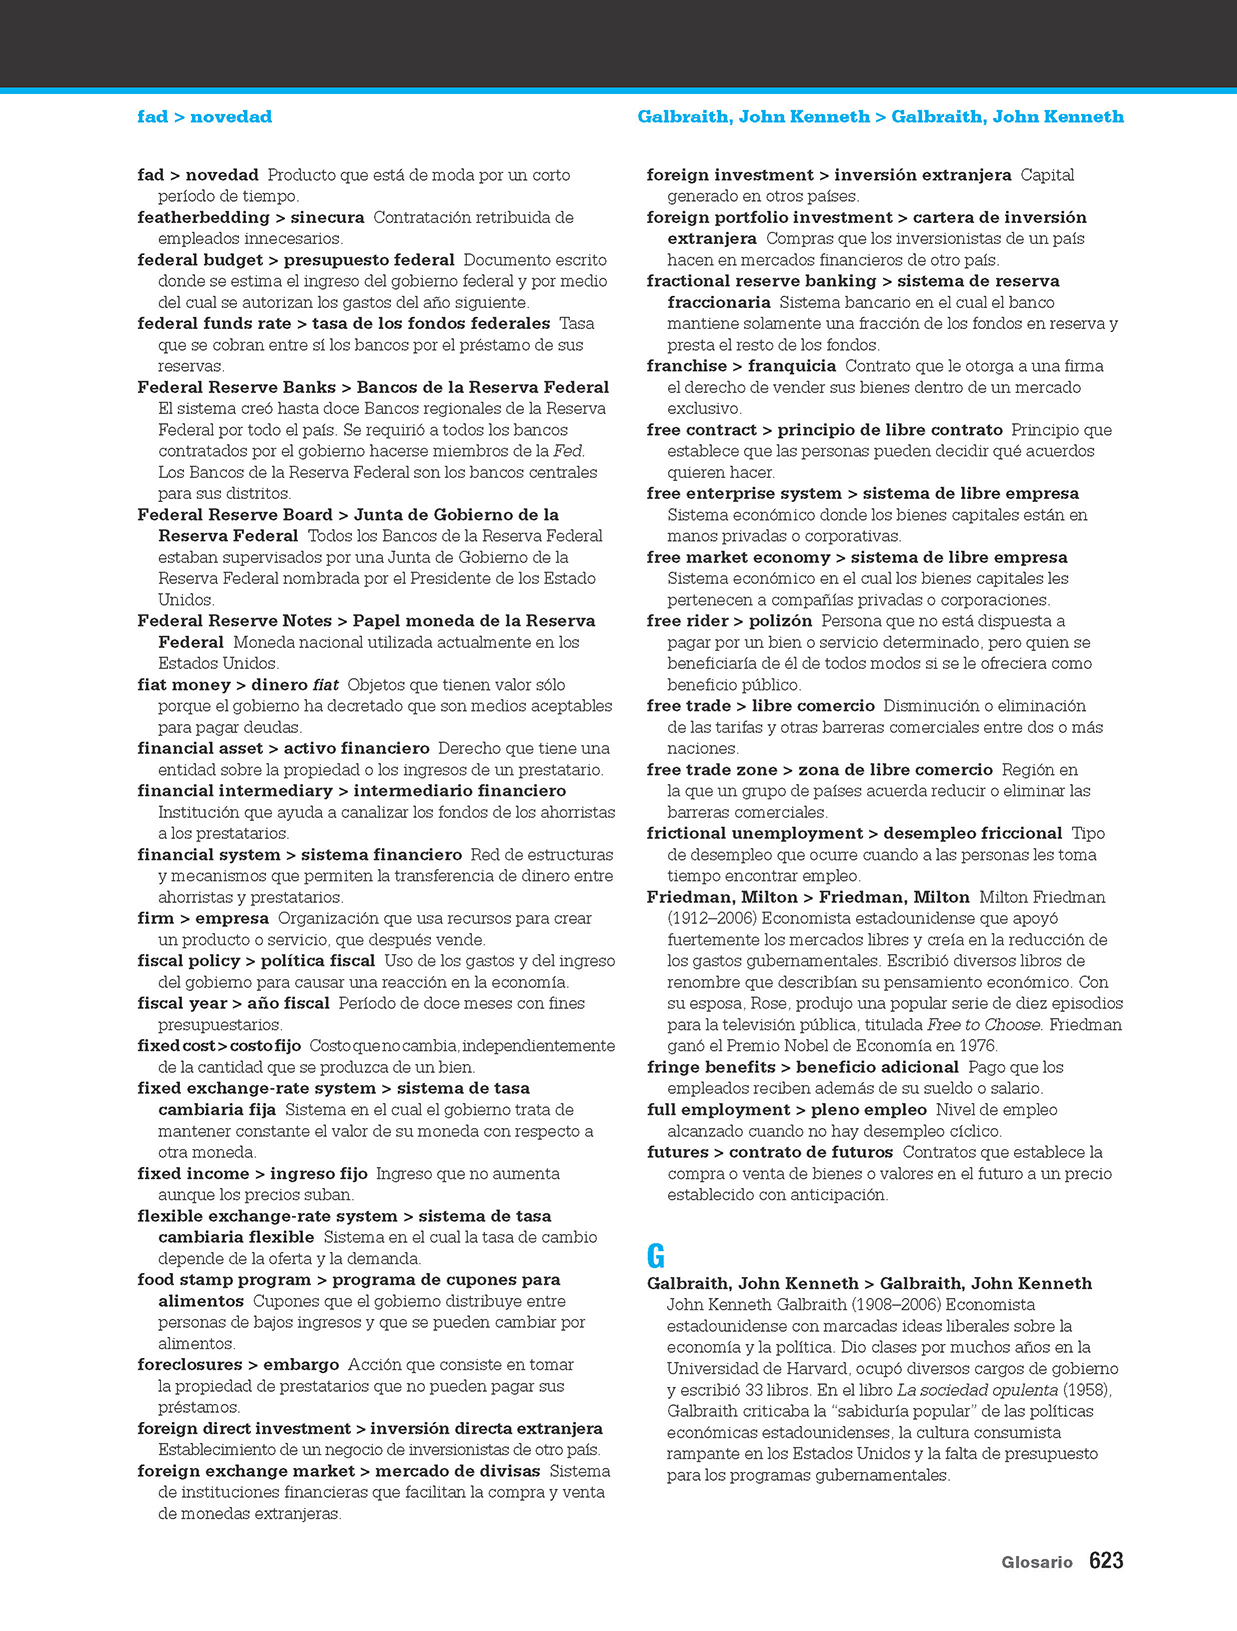 fad > novedad
Galbraith, John Kenneth > Galbraith, John Kenneth
fad > novedad Producto que está de moda por un corto
período de tiempo.
featherbedding > sinecura Contratación retribuida de
empleados innecesarios.
federal budget > presupuesto federal Documento escrito
donde se estima el ingreso del gobierno federal y por medio
del cual se autorizan los gastos del año siguiente.
federal funds rate > tasa de los fondos federales Tasa
que se cobran entre sí los bancos por el préstamo de sus
reservas.
Federal Reserve Banks > Bancos de la Reserva Federal
El sistema creó hasta doce Bancos regionales de la Reserva
Federal por todo el país. Se requirió a todos los bancos
contratados por el gobierno hacerse miembros de la Fed.
Los Bancos de la Reserva Federal son los bancos centrales
para sus distritos.
Federal Reserve Board > Junta de Gobierno de la
Reserva Federal Todos los Bancos de la Reserva Federal
estaban supervisados por una Junta de Gobierno de la
Reserva Federal nombrada por el Presidente de los Estado
Unidos.
Federal Reserve Notes > Papel moneda de la Reserva
Federal Moneda nacional utilizada actualmente en los
Estados Unidos.
fiat money > dinero fiat Objetos que tienen valor sólo
porque el gobierno ha decretado que son medios aceptables
para pagar deudas.
financial asset > activo financiero Derecho que tiene una
entidad sobre la propiedad o los ingresos de un prestatario.
financial intermediary > intermediario financiero
Institución que ayuda a canalizar los fondos de los ahorristas
a los prestatarios.
financial system > sistema financiero Red de estructuras
y mecanismos que permiten la transferencia de dinero entre
ahorristas y prestatarios.
firm > empresa Organización que usa recursos para crear
un producto o servicio, que después vende.
fiscal policy > política fiscal Uso de los gastos y del ingreso
del gobierno para causar una reacción en la economía.
fiscal year > año fiscal Período de doce meses con fines
presupuestarios.
fixed cost > costo fijo Costo que no cambia, independientemente
de la cantidad que se produzca de un bien.
fixed exchange-rate system > sistema de tasa
cambiaria fija Sistema en el cual el gobierno trata de
mantener constante el valor de su moneda con respecto a
otra moneda.
fixed income > ingreso fijo Ingreso que no aumenta
aunque los precios suban.
flexible exchange-rate system > sistema de tasa
cambiaria flexible Sistema en el cual la tasa de cambio
depende de la oferta y la demanda.
food stamp program > programa de cupones para
alimentos Cupones que el gobierno distribuye entre
personas de bajos ingresos y que se pueden cambiar por
alimentos.
foreclosures > embargo Acción que consiste en tomar
la propiedad de prestatarios que no pueden pagar sus
préstamos.
foreign direct investment > inversión directa extranjera
Establecimiento de un negocio de inversionistas de otro país.
foreign exchange market > mercado de divisas Sistema
de instituciones financieras que facilitan la compra y venta
de monedas extranjeras.
foreign investment > inversión extranjera Capital
generado en otros países.
foreign portfolio investment > cartera de inversión
extranjera Compras que los inversionistas de un país
hacen en mercados financieros de otro país.
fractional reserve banking > sistema de reserva
fraccionaria Sistema bancario en el cual el banco
mantiene solamente una fracción de los fondos en reserva y
presta el resto de los fondos.
franchise > franquicia Contrato que le otorga a una firma
el derecho de vender sus bienes dentro de un mercado
exclusivo.
free contract > principio de libre contrato Principio que
establece que las personas pueden decidir qué acuerdos
quieren hacer.
free enterprise system > sistema de libre empresa
Sistema económico donde los bienes capitales están en
manos privadas o corporativas.
free market economy > sistema de libre empresa
Sistema económico en el cual los bienes capitales les
pertenecen a compañías privadas o corporaciones.
free rider > polizón Persona que no está dispuesta a
pagar por un bien o servicio determinado, pero quien se
beneficiaría de él de todos modos si se le ofreciera como
beneficio público.
free trade > libre comercio Disminución o eliminación
de las tarifas y otras barreras comerciales entre dos o más
naciones.
free trade zone > zona de libre comercio Región en
la que un grupo de países acuerda reducir o eliminar las
barreras comerciales.
frictional unemployment > desempleo friccional Tipo
de desempleo que ocurre cuando a las personas les toma
tiempo encontrar empleo.
Friedman, Milton > Friedman, Milton Milton Friedman
(1912–2006) Economista estadounidense que apoyó
fuertemente los mercados libres y creía en la reducción de
los gastos gubernamentales. Escribió diversos libros de
renombre que describían su pensamiento económico. Con
su esposa, Rose, produjo una popular serie de diez episodios
para la televisión pública, titulada Free to Choose. Friedman
ganó el Premio Nobel de Economía en 1976.
fringe benefits > beneficio adicional Pago que los
empleados reciben además de su sueldo o salario.
full employment > pleno empleo Nivel de empleo
alcanzado cuando no hay desempleo cíclico.
futures > contrato de futuros Contratos que establece la
compra o venta de bienes o valores en el futuro a un precio
establecido con anticipación.
G
Galbraith, John Kenneth > Galbraith, John Kenneth
John Kenneth Galbraith (1908–2006) Economista
estadounidense con marcadas ideas liberales sobre la
economía y la política. Dio clases por muchos años en la
Universidad de Harvard, ocupó diversos cargos de gobierno
y escribió 33 libros. En el libro La sociedad opulenta (1958),
Galbraith criticaba la “sabiduría popular” de las políticas
económicas estadounidenses, la cultura consumista
rampante en los Estados Unidos y la falta de presupuesto
para los programas gubernamentales.
Glosario 623